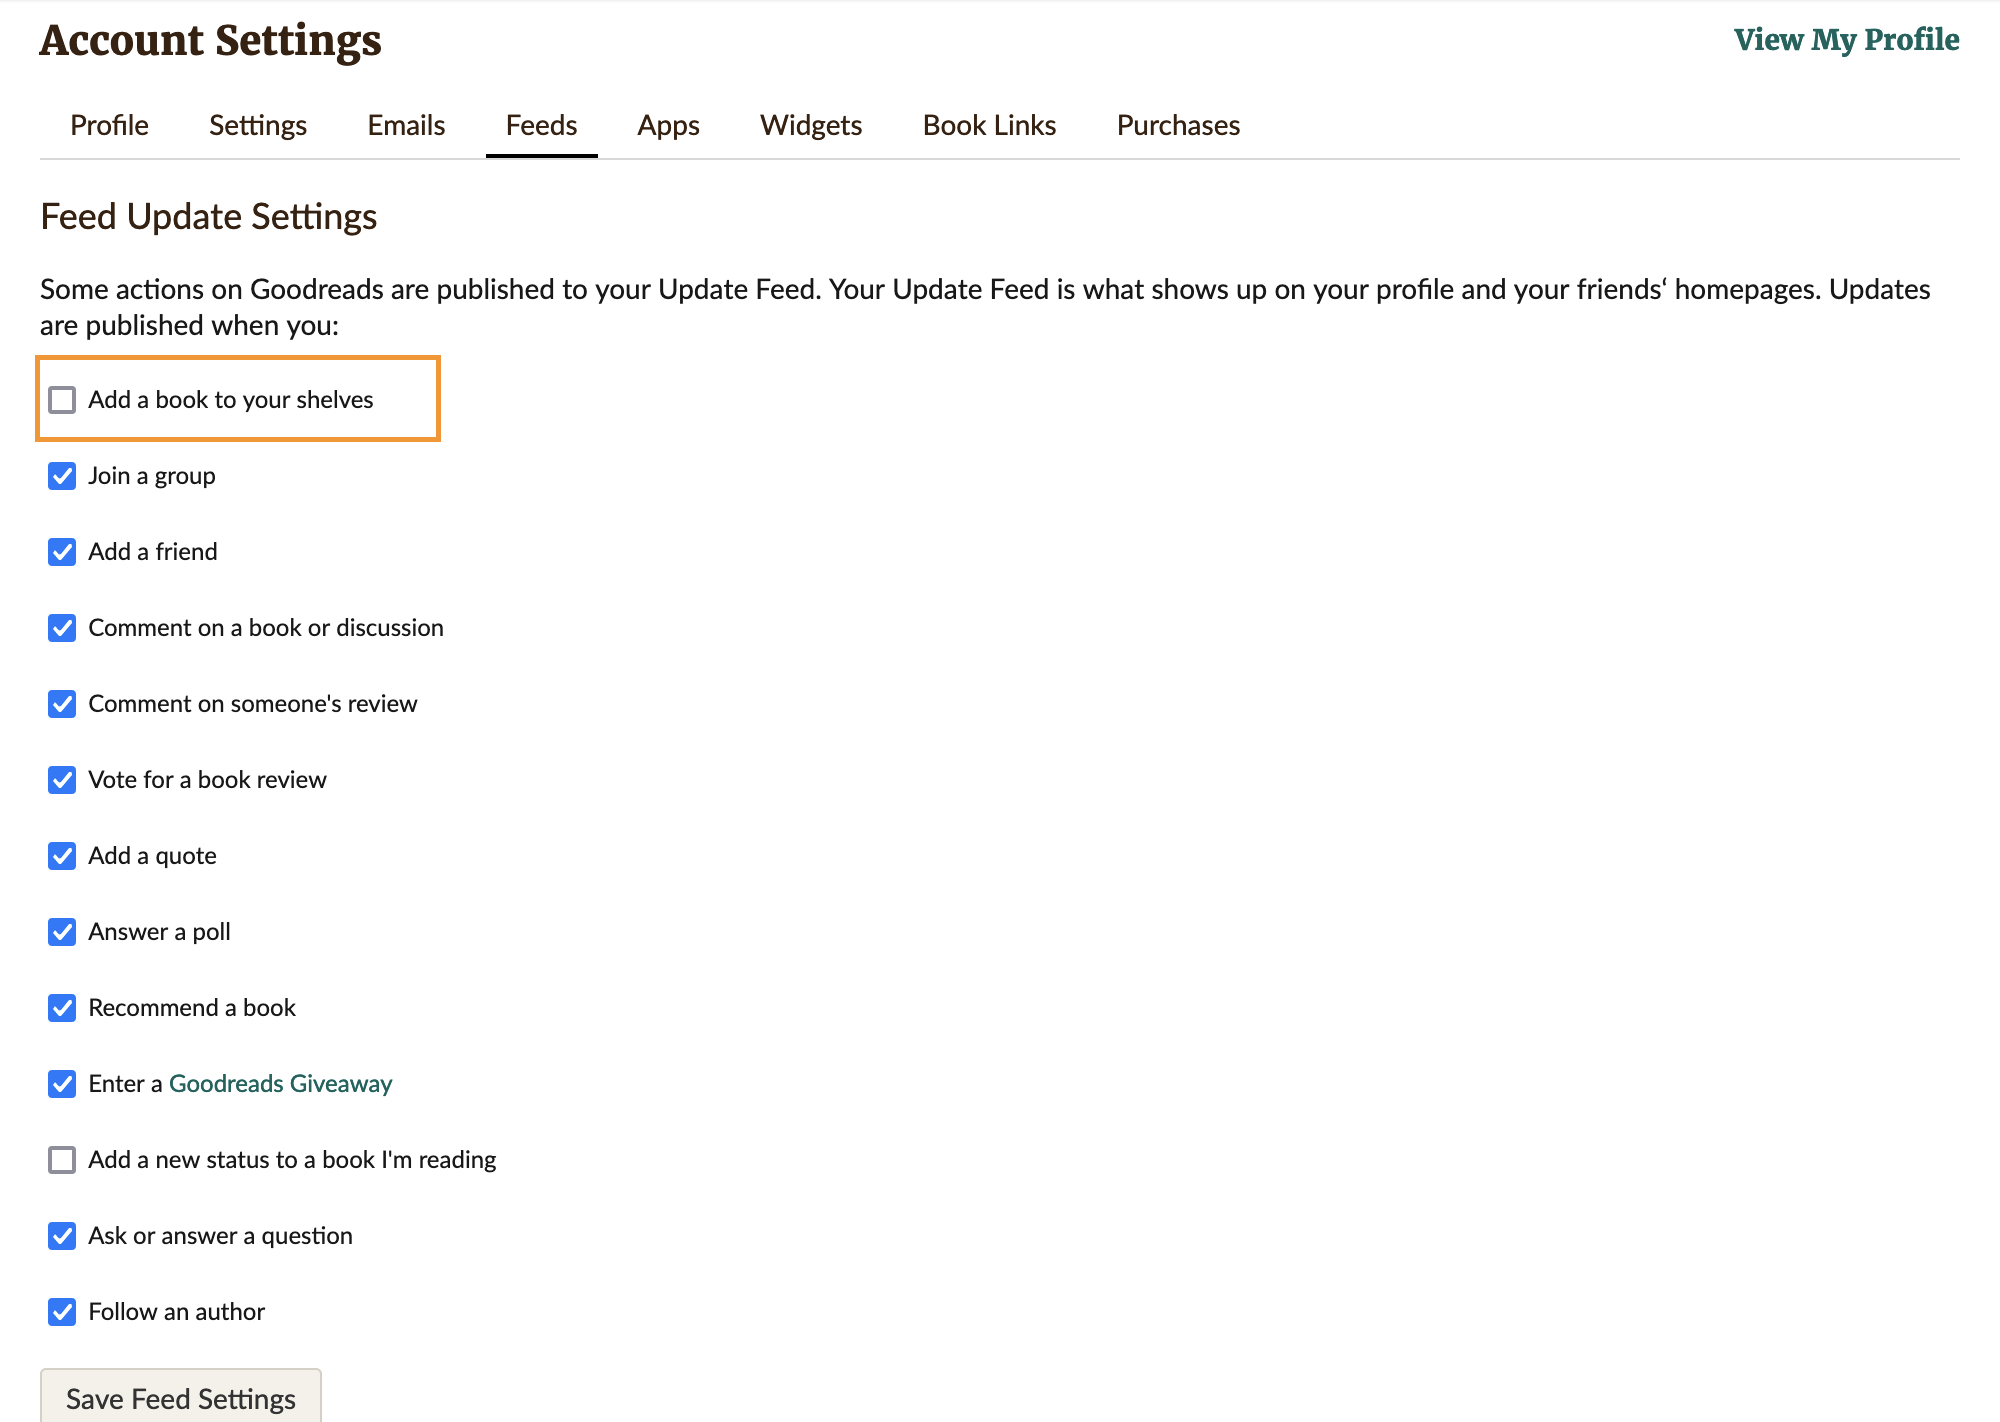 Account Settings
View My Profile
Profile Settings Emails Feeds Apps Widgets Book Links Purchases
Feed Update Settings
Some actions on Goodreads are published to your Update Feed. Your Update Feed is what shows up on your profile and your friends‘ homepages. Updates
are published when you:
Add a book to your shelves
Join a group
Add a friend
Comment on a book or discussion
Comment on someone's review
Vote for a book review
Add a quote
Answer a poll
Recommend a book
Enter a Goodreads Giveaway
Add a new status to a book I'm reading
Ask or answer a question
Follow an author
Save Feed Settings